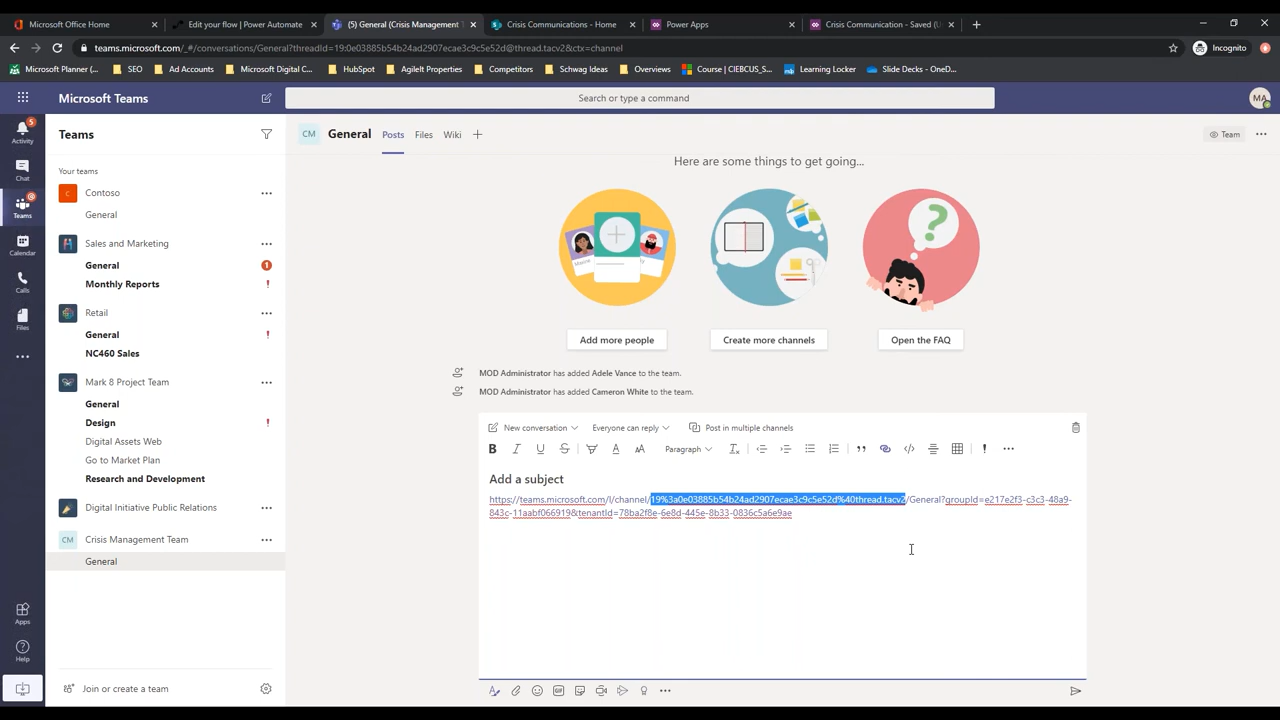 Microsoft Office Home
Edit your flow | Power Automate
(5) General (Crisis Management T
Crisis Communications - Home
Power Apps
Crisis Communication - Saved (U
teams.microsoft.com/_#/conversations/General?threadId=19:0e03885b54b24ad2907ecae3c9c5e52d@thread.tacv2&ctx=channel
Incognito
Microsoft Planner (...
SEO
Ad Accounts
Microsoft Digital C...
HubSpot
AgileIt Properties
Competitors
Schwag Ideas
Overviews
Course | CIEBCUS_S...
Learning Locker
Slide Decks - OneD...
Microsoft Teams
Search or type a command
MA
Activity
5
Chat
Teams
Calendar
Calls
Files
Apps
Help
Teams
Your teams
C
Contoso
General
Sales and Marketing
General
1
Monthly Reports
!
Retail
General
!
NC460 Sales
Mark 8 Project Team
General
Design
!
Digital Assets Web
Go to Market Plan
Research and Development
Digital Initiative Public Relations
CM
Crisis Management Team
General
Join or create a team
CM
General
Posts
Files
Wiki
Team
Here are some things to get going...
Add more people
Create more channels
Open the FAQ
MOD Administrator has added Adele Vance to the team.
MOD Administrator has added Cameron White to the team.
New conversation
Everyone can reply
Post in multiple channels
B
I
U
S
A
AA
Paragraph
Add a subject
https://teams.microsoft.com/l/channel/19%3a0e03885b54b24ad2907ecae3c9c5e52d%40thread.tacv2/General?groupId=e217e2f3-c3c3-48a9-
843c-11aabf066919&tenantId=78ba2f8e-6e8d-445e-8b33-0836c5a6e9ae
GIF